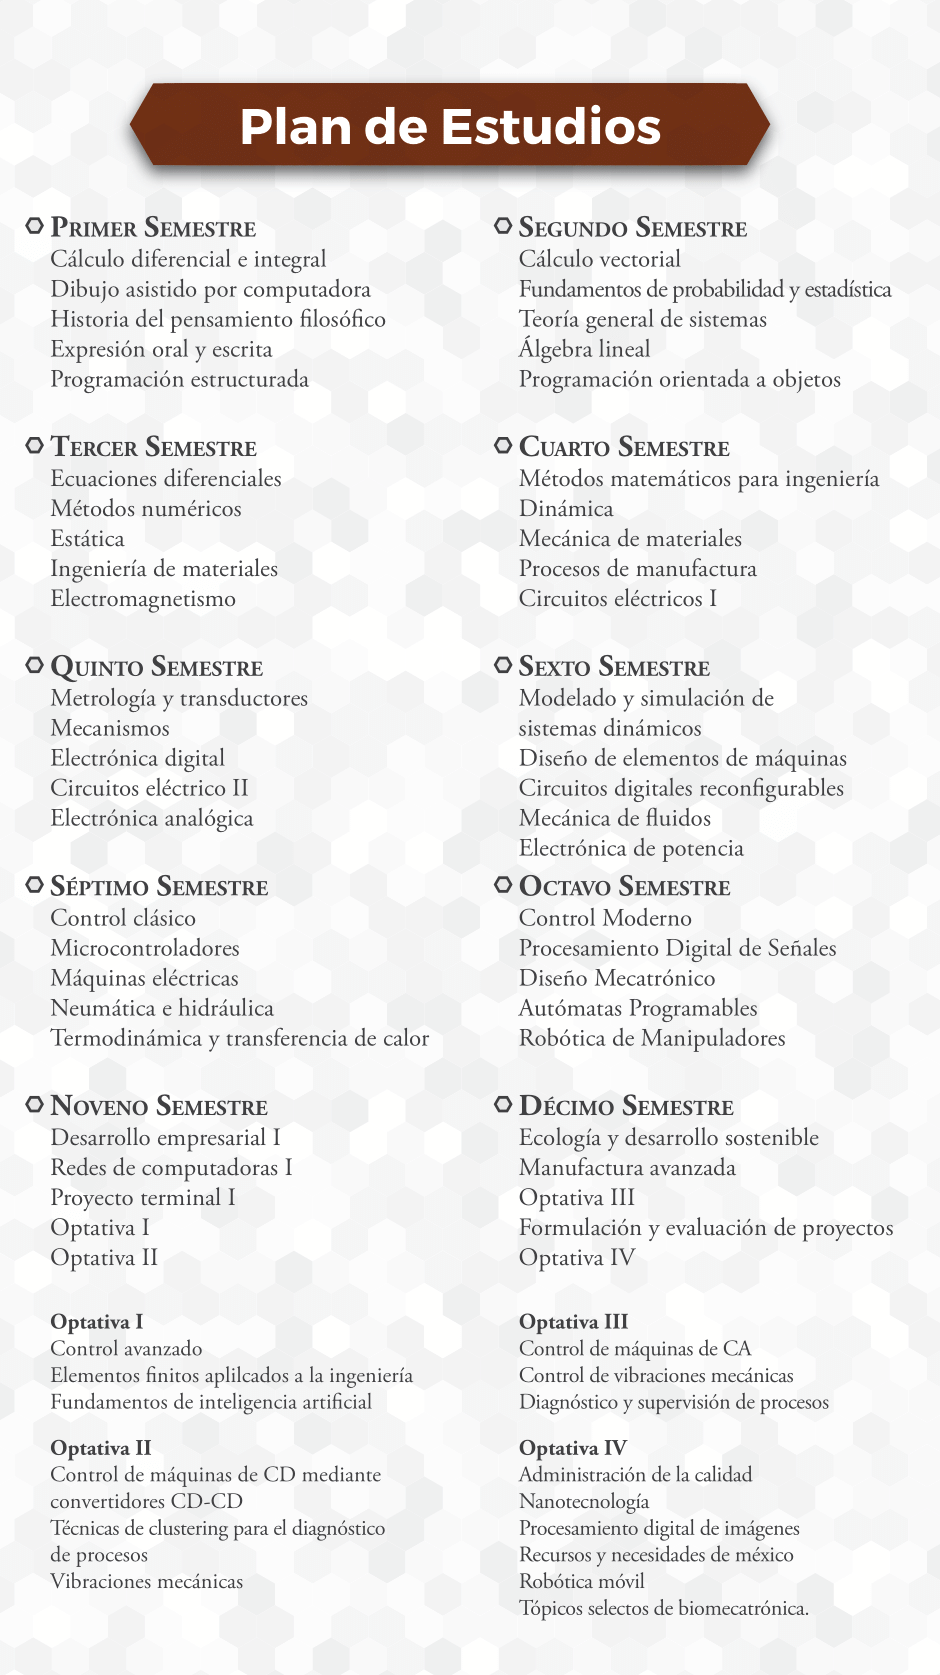 Plan de Estudios
Primer Semestre
Cálculo diferencial e integral
Dibujo asistido por computadora
Historia del pensamiento filosófico
Expresión oral y escrita
Programación estructurada
Segundo Semestre
Cálculo vectorial
Fundamentos de probabilidad y estadística
Teoría general de sistemas
Álgebra lineal
Programación orientada a objetos
Tercer Semestre
Ecuaciones diferenciales
Métodos numéricos
Estática
Ingeniería de materiales
Electromagnetismo
Cuarto Semestre
Métodos matemáticos para ingeniería
Dinámica
Mecánica de materiales
Procesos de manufactura
Circuitos eléctricos I
Quinto Semestre
Metrología y transductores
Mecanismos
Electrónica digital
Circuitos eléctrico II
Electrónica analógica
Sexto Semestre
Modelado y simulación de
sistemas dinámicos
Diseño de elementos de máquinas
Circuitos digitales reconfigurables
Mecánica de fluidos
Electrónica de potencia
Séptimo Semestre
Control clásico
Microcontroladores
Máquinas eléctricas
Neumática e hidráulica
Termodinámica y transferencia de calor
Octavo Semestre
Control Moderno
Procesamiento Digital de Señales
Diseño Mecatrónico
Autómatas Programables
Robótica de Manipuladores
Noveno Semestre
Desarrollo empresarial I
Redes de computadoras I
Proyecto terminal I
Optativa I
Optativa II
Décimo Semestre
Ecología y desarrollo sostenible
Manufactura avanzada
Optativa III
Formulación y evaluación de proyectos
Optativa IV
Optativa I
Control avanzado
Elementos finitos aplilcados a la ingeniería
Fundamentos de inteligencia artificial
Optativa II
Control de máquinas de CD mediante
convertidores CD-CD
Técnicas de clustering para el diagnóstico
de procesos
Vibraciones mecánicas
Optativa III
Control de máquinas de CA
Control de vibraciones mecánicas
Diagnóstico y supervisión de procesos
Optativa IV
Administración de la calidad
Nanotecnología
Procesamiento digital de imágenes
Recursos y necesidades de méxico
Robótica móvil
Tópicos selectos de biomecatrónica.